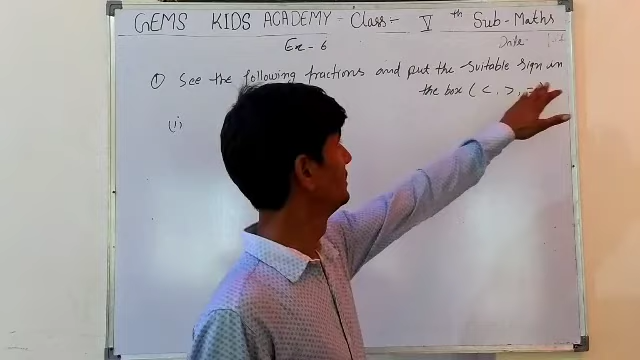 GEMS KIDS ACADEMY - Class - V th Sub - Maths
Date
Ex - 6
① See the following fractions and put the suitable sign in
the box ( <, >, =
(i)